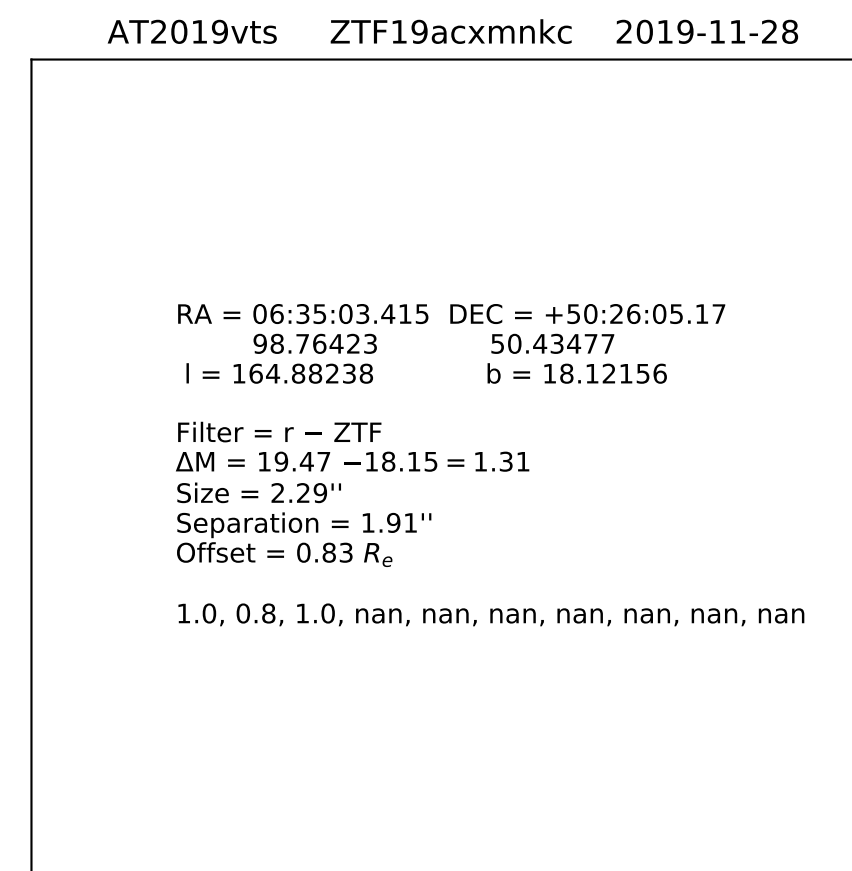 AT2019vts ZTF19acxmnkc 2019-11-28
RA = 06:35:03.415 DEC = +50:26:05.17
98.76423 50.43477
l = 164.88238 b = 18.12156
Filter = r − ZTF
ΔM = 19.47 −18.15 = 1.31
Size = 2.29''
Separation = 1.91''
Offset = 0.83 Re
1.0, 0.8, 1.0, nan, nan, nan, nan, nan, nan, nan